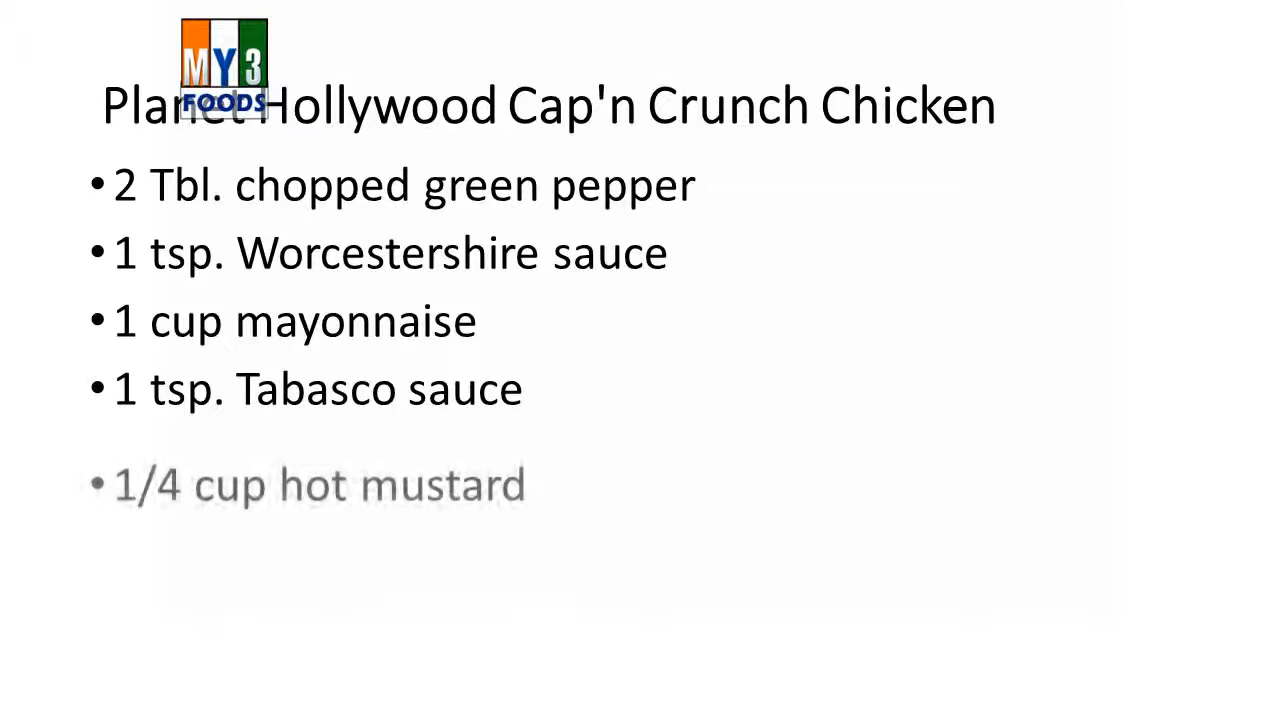 MY3
FOODS
Planet Hollywood Cap'n Crunch Chicken
• 2 Tbl. chopped green pepper
• 1 tsp. Worcestershire sauce
• 1 cup mayonnaise
• 1 tsp. Tabasco sauce
• 1/4 cup hot mustard